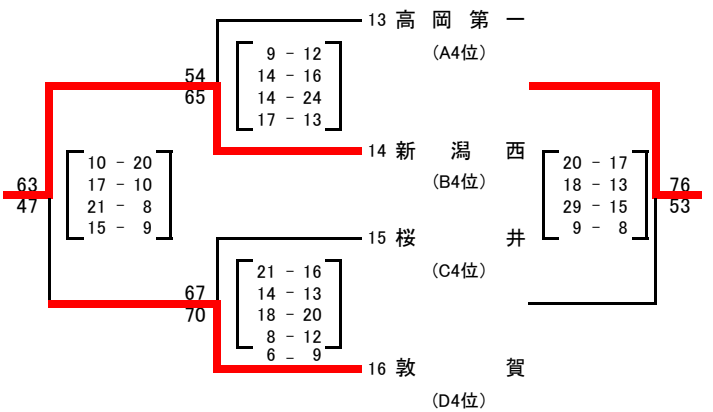 13 高岡第一
(A4位)
54
65
9 - 12
14 - 16
14 - 24
17 - 13
14 新潟西
(B4位)
63
47
10 - 20
17 - 10
21 - 8
15 - 9
20 - 17
18 - 13
29 - 15
9 - 8
76
53
15 桜井
(C4位)
67
70
21 - 16
14 - 13
18 - 20
8 - 12
6 - 9
16 敦賀
(D4位)